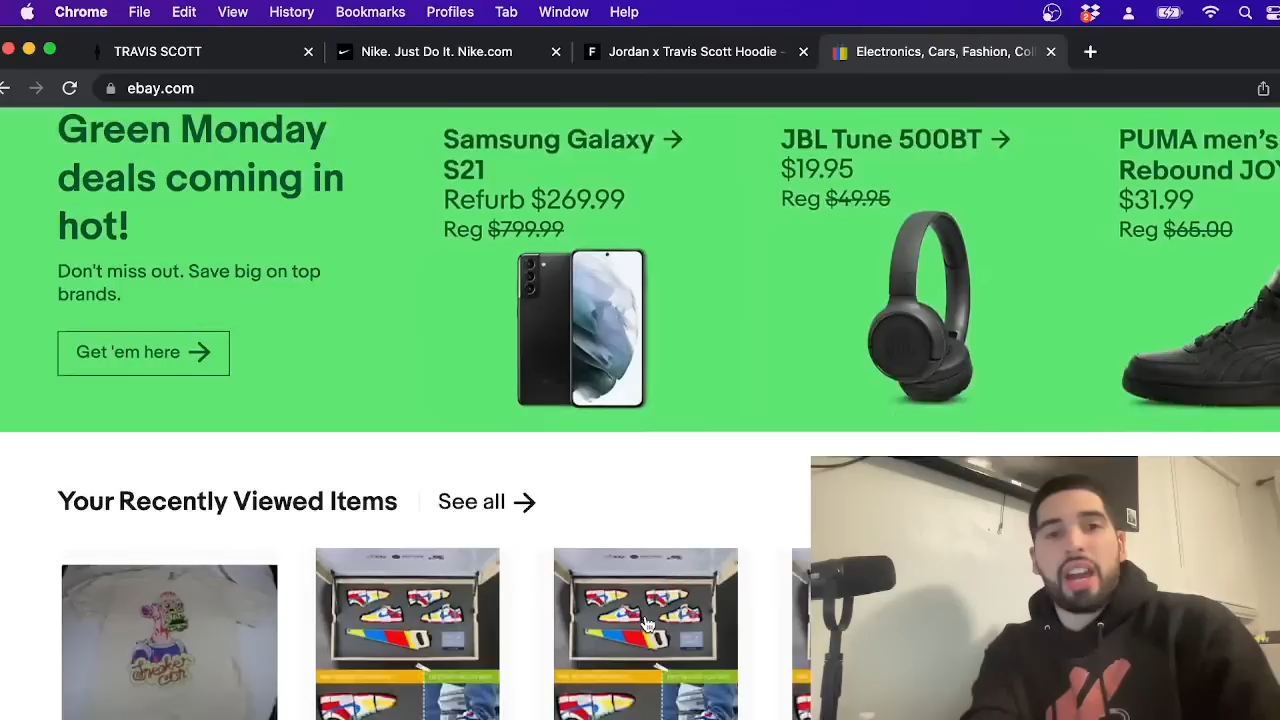 Chrome File Edit View History Bookmarks Profiles Tab Window Help
TRAVIS SCOTT
Nike. Just Do It. Nike.com
Jordan x Travis Scott Hoodie -
Electronics, Cars, Fashion, Co
ebay.com
Green Monday
deals coming in
hot!
Don't miss out. Save big on top
brands.
Get 'em here
Samsung Galaxy
S21
Refurb $269.99
Reg $799.99
JBL Tune 500BT
$19.95
Reg $49.95
PUMA men's
Rebound JOY
$31.99
Reg $65.00
Your Recently Viewed Items
See all
Sneaker
con